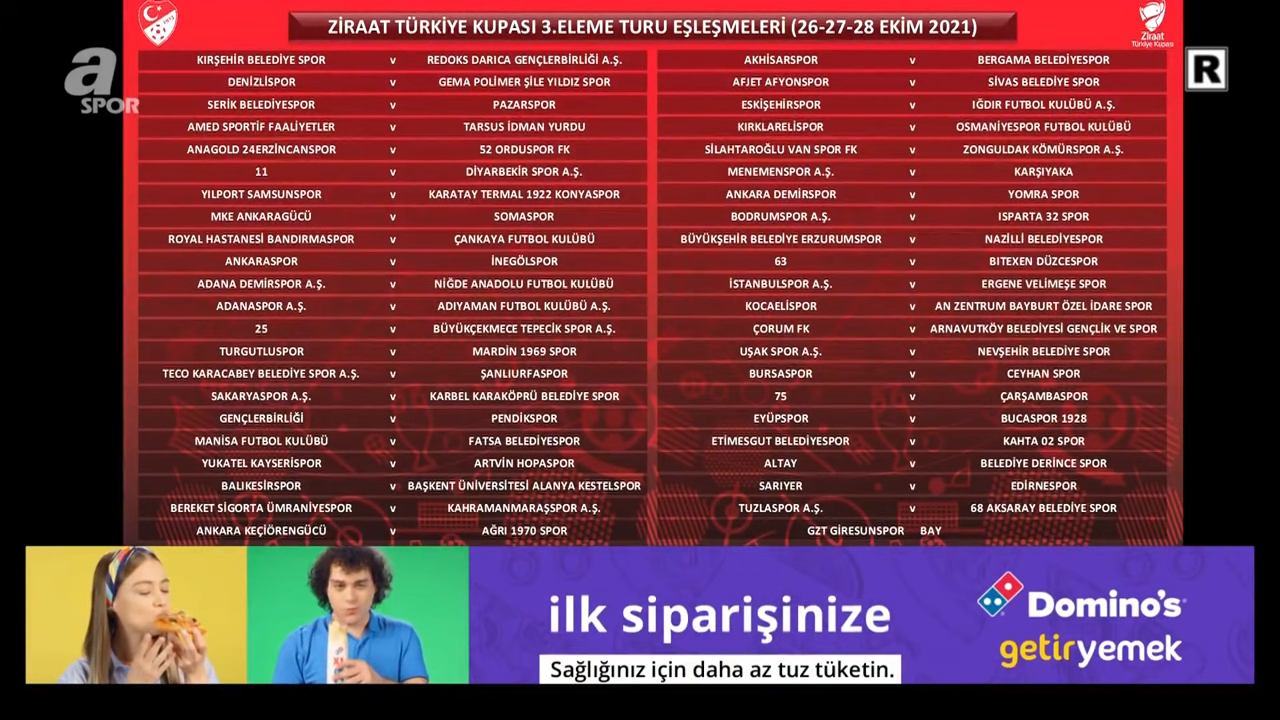 ZİRAAT TÜRKİYE KUPASI 3.ELEME TURU EŞLEŞMELERİ (26-27-28 EKİM 2021)
Ziraat
Türkiye Kupası
a
SPOR
R
KIRŞEHİR BELEDİYE SPOR v REDOKS DARICA GENÇLERBİRLİĞİ A.Ş.
DENİZLİSPOR v GEMA POLİMER ŞİLE YILDIZ SPOR
SERİK BELEDİYESPOR v PAZARSPOR
AMED SPORTİF FAALİYETLER v TARSUS İDMAN YURDU
ANAGOLD 24ERZİNCANSPOR v 52 ORDUSPOR FK
11 v DİYARBEKİR SPOR A.Ş.
YILPORT SAMSUNSPOR v KARATAY TERMAL 1922 KONYASPOR
MKE ANKARAGÜCÜ v SOMASPOR
ROYAL HASTANESİ BANDIRMASPOR v ÇANKAYA FUTBOL KULÜBÜ
ANKARASPOR v İNEGÖLSPOR
ADANA DEMİRSPOR A.Ş. v NİĞDE ANADOLU FUTBOL KULÜBÜ
ADANASPOR A.Ş. v ADIYAMAN FUTBOL KULÜBÜ A.Ş.
25 v BÜYÜKÇEKMECE TEPECİK SPOR A.Ş.
TURGUTLUSPOR v MARDİN 1969 SPOR
TECO KARACABEY BELEDİYE SPOR A.Ş. v ŞANLIURFASPOR
SAKARYASPOR A.Ş. v KARBEL KARAKÖPRÜ BELEDİYE SPOR
GENÇLERBİRLİĞİ v PENDİKSPOR
MANİSA FUTBOL KULÜBÜ v FATSA BELEDİYESPOR
YUKATEL KAYSERİSPOR v ARTVİN HOPASPOR
BALIKESİRSPOR v BAŞKENT ÜNİVERSİTESİ ALANYA KESTELSPOR
BEREKET SİGORTA ÜMRANİYESPOR v KAHRAMANMARAŞSPOR A.Ş.
ANKARA KEÇİÖRENGÜCÜ v AĞRI 1970 SPOR
AKHİSARSPOR v BERGAMA BELEDİYESPOR
AFJET AFYONSPOR v SİVAS BELEDİYE SPOR
ESKİŞEHİRSPOR v IĞDIR FUTBOL KULÜBÜ A.Ş.
KIRKLARELİSPOR v OSMANİYESPOR FUTBOL KULÜBÜ
SİLAHTAROĞLU VAN SPOR FK v ZONGULDAK KÖMÜRSPOR A.Ş.
MENEMENSPOR A.Ş. v KARŞIYAKA
ANKARA DEMİRSPOR v YOMRA SPOR
BODRUMSPOR A.Ş. v ISPARTA 32 SPOR
BÜYÜKŞEHİR BELEDİYE ERZURUMSPOR v NAZİLLİ BELEDİYESPOR
63 v BITEXEN DÜZCESPOR
İSTANBULSPOR A.Ş. v ERGENE VELİMEŞE SPOR
KOCAELİSPOR v AN ZENTRUM BAYBURT ÖZEL İDARE SPOR
ÇORUM FK v ARNAVUTKÖY BELEDİYESİ GENÇLİK VE SPOR
UŞAK SPOR A.Ş. v NEVŞEHİR BELEDİYE SPOR
BURSASPOR v CEYHAN SPOR
75 v ÇARŞAMBASPOR
EYÜPSPOR v BUCASPOR 1928
ETİMESGUT BELEDİYESPOR v KAHTA 02 SPOR
ALTAY v BELEDİYE DERİNCE SPOR
SARIYER v EDİRNESPOR
TUZLASPOR A.Ş. v 68 AKSARAY BELEDİYE SPOR
GZT GİRESUNSPOR BAY
ilk siparişinize
Sağlığınız için daha az tuz tüketin.
Domino's
getiryemek